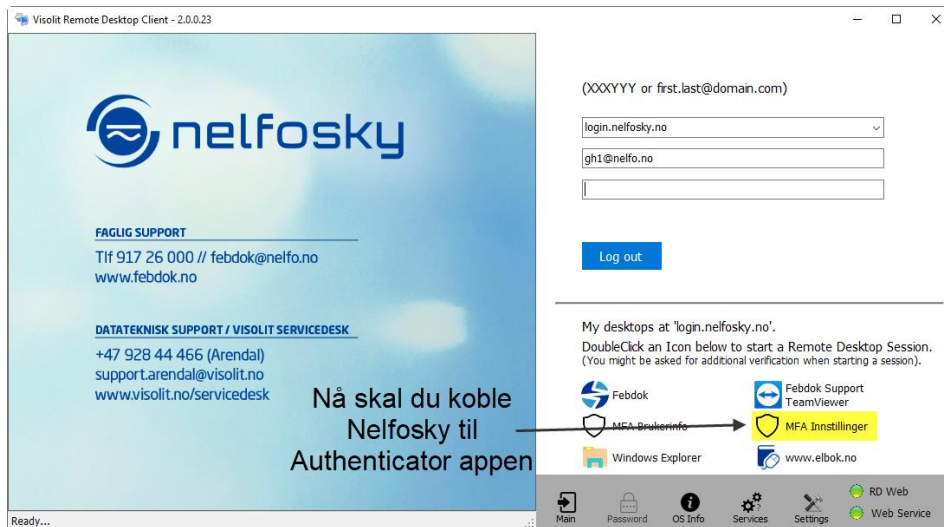 Visolit Remote Desktop Client - 2.0.0.23
nelfosky
FAGLIG SUPPORT
Tlf 917 26 000 // febdok@nelfo.no
www.febdok.no
DATATEKNISK SUPPORT / VISOLIT SERVICEDESK
+47 928 44 466 (Arendal)
support.arendal@visolit.no
www.visolit.no/servicedesk
Nå skal du koble
Nelfosky til
Authenticator appen
(XXXYYY or first.last@domain.com)
login.nelfosky.no
gh1@nelfo.no
Log out
My desktops at 'login.nelfosky.no'.
DoubleClick an Icon below to start a Remote Desktop Session.
(You might be asked for additional verification when starting a session).
Febdok
Febdok Support
TeamViewer
MFA Brukerinfo
MFA Innstillinger
Windows Explorer
www.elbok.no
Main
Password
OS Info
Services
Settings
RD Web
Web Service
Ready...